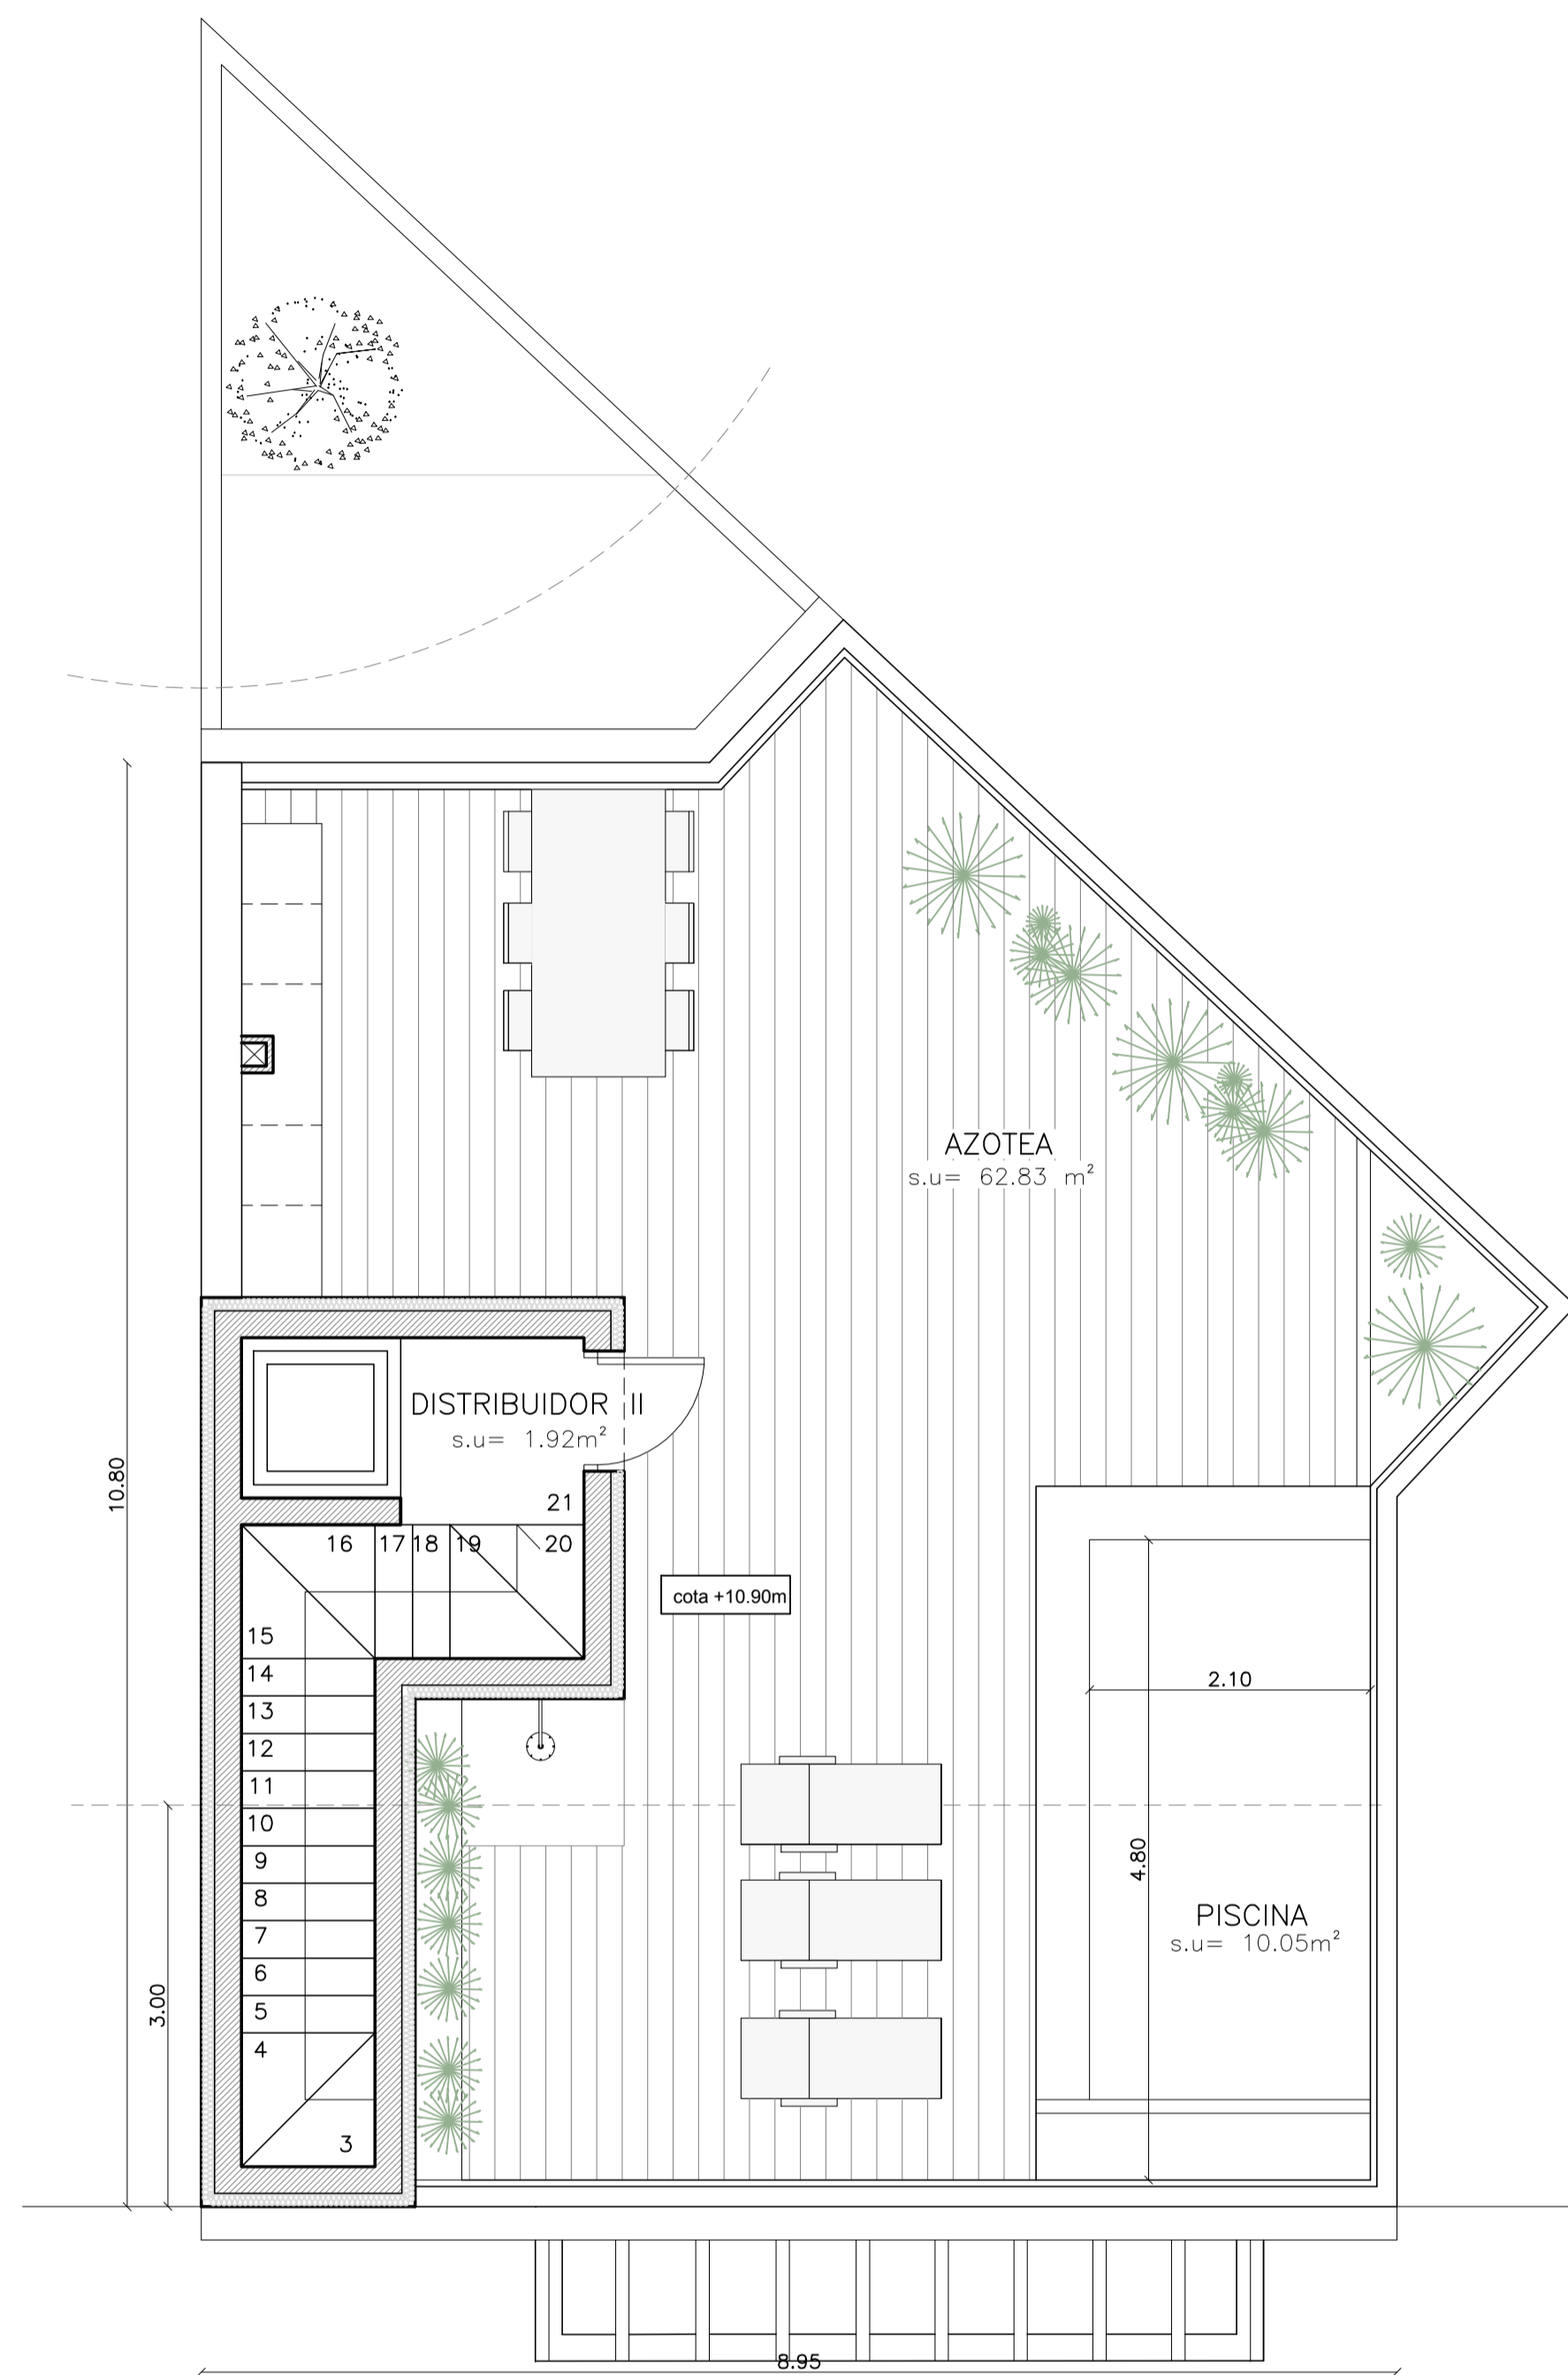 AZOTEA
s.u= 62.83 m²
DISTRIBUIDOR II
s.u= 1.92m²
10.80
21
16 17 18 19 20
cota +10.90m
15
14
13
12
11
10
9
8
7
6
5
4
3
2.10
4.80
PISCINA
s.u= 10.05m²
3.00
8.95